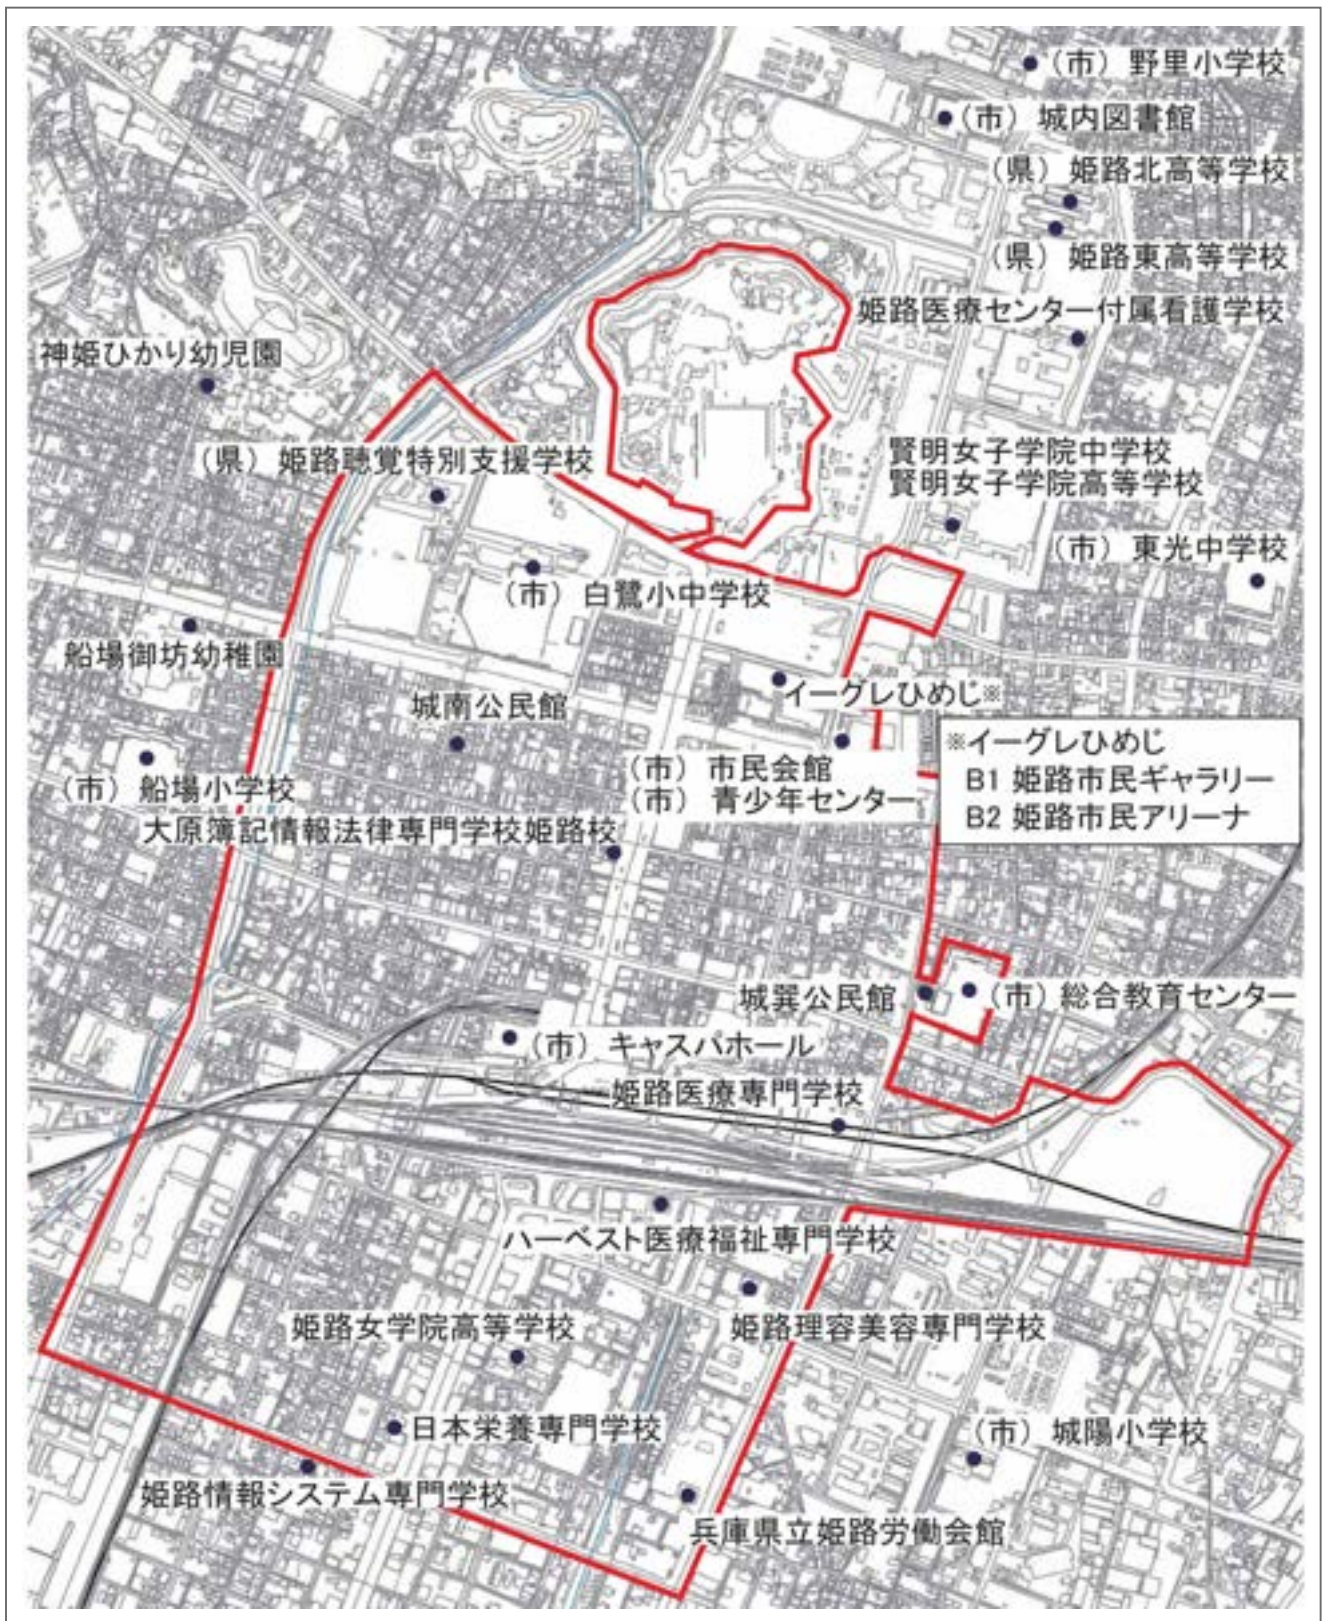 (市) 野里小学校
(市) 城内図書館
(県) 姫路北高等学校
(県) 姫路東高等学校
姫路医療センター付属看護学校
神姫ひかり幼児園
(県) 姫路聴覚特別支援学校
賢明女子学院中学校
賢明女子学院高等学校
(市) 東光中学校
(市) 白鷺小中学校
船場御坊幼稚園
イーグレひめじ※
城南公民館
※イーグレひめじ
B1 姫路市民ギャラリー
B2 姫路市民アリーナ
(市) 市民会館
(市) 青少年センター
(市) 船場小学校
大原簿記情報法律専門学校姫路校
城巽公民館
(市) 総合教育センター
(市) キャスパホール
姫路医療専門学校
ハーベスト医療福祉専門学校
姫路女学院高等学校
姫路理容美容専門学校
日本栄養専門学校
(市) 城陽小学校
姫路情報システム専門学校
兵庫県立姫路労働会館